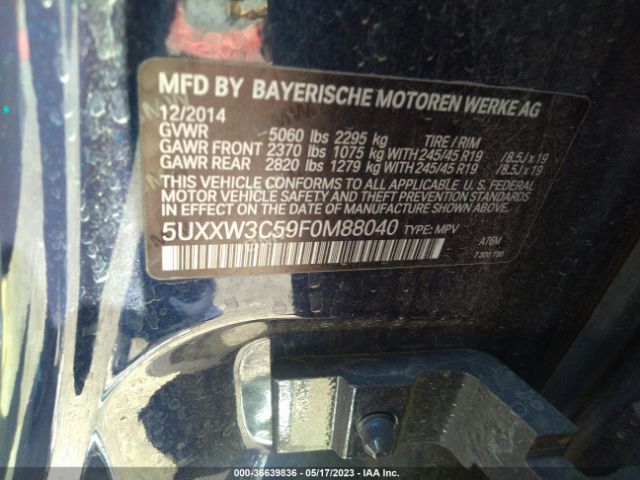 MFD BY BAYERISCHE MOTOREN WERKE AG
12/2014
GVWR 5060 lbs 2295 kg TIRE/RIM
GAWR FRONT 2370 lbs 1075 kg WITH 245/45 R19 /8.5J x 19
GAWR REAR 2820 lbs 1279 kg WITH 245/45 R19 /8.5J x 19
THIS VEHICLE CONFORMS TO ALL APPLICABLE U.S. FEDERAL
MOTOR VEHICLE SAFETY AND THEFT PREVENTION STANDARDS
IN EFFECT ON THE DATE OF MANUFACTURE SHOWN ABOVE.
5UXXW3C59F0M88040 TYPE: MPV
A76M
7 320 730
000-36639836 - 05/17/2023 - IAA Inc.